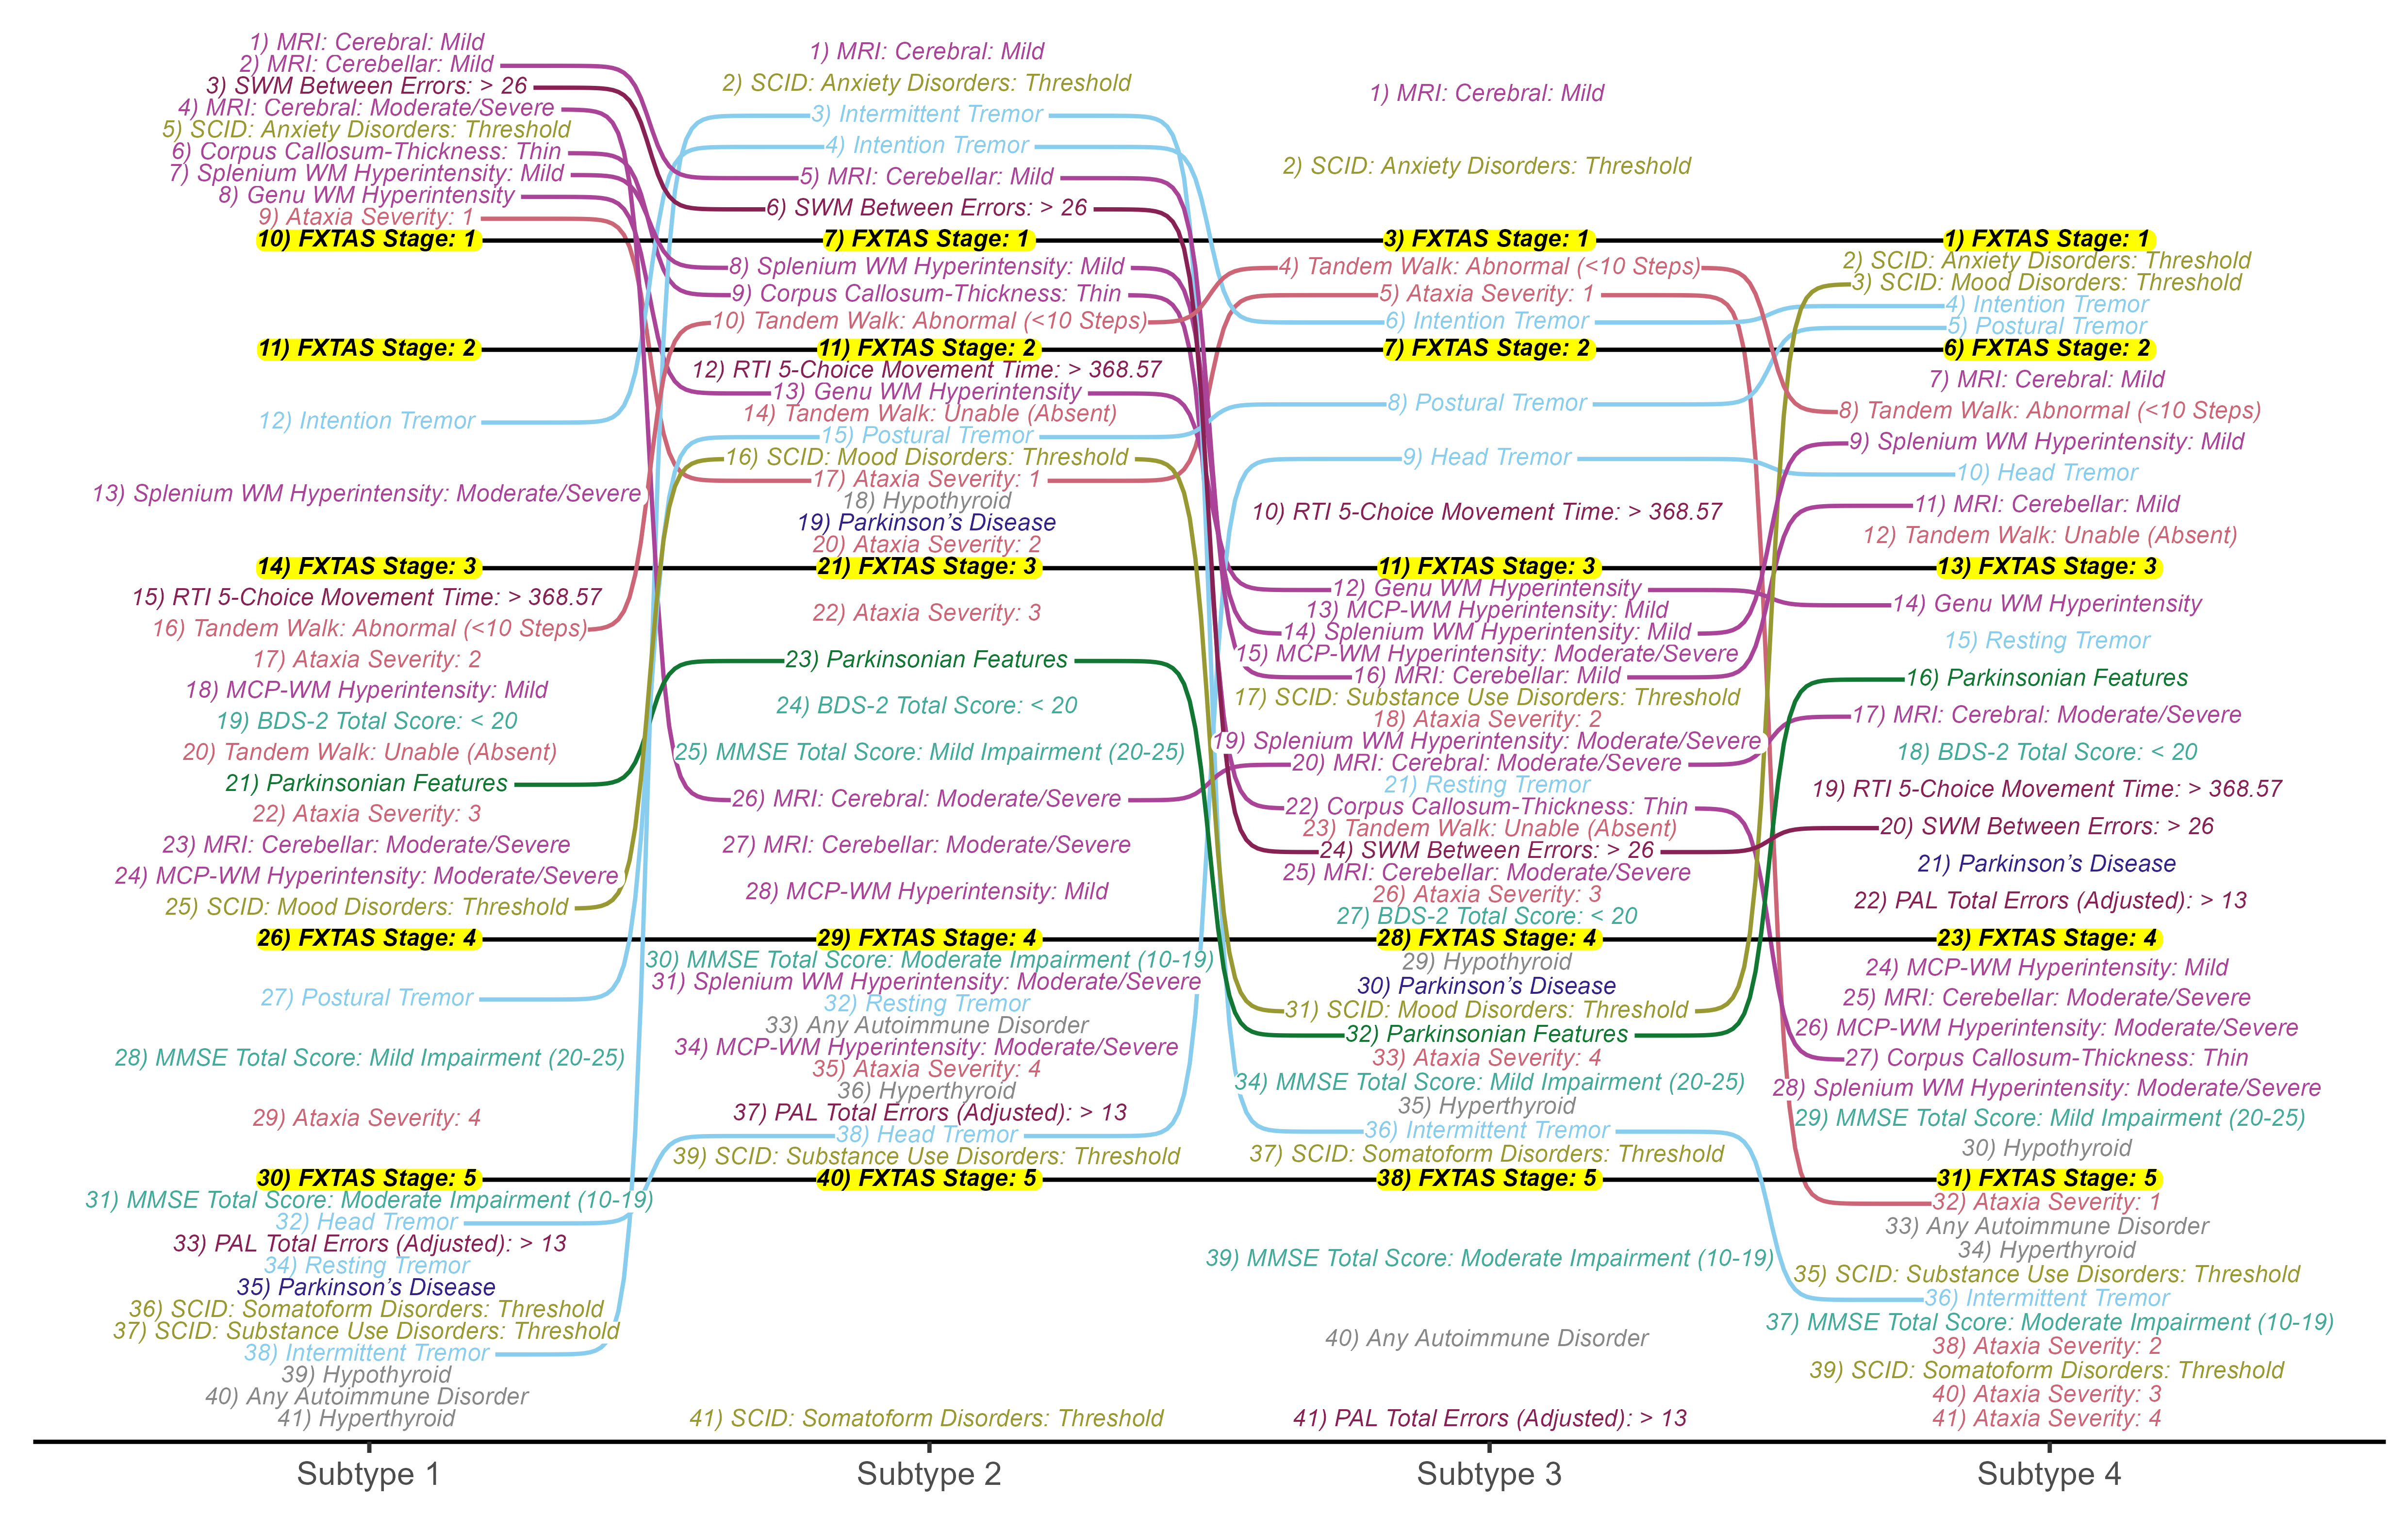 1) MRI: Cerebral: Mild
2) MRI: Cerebellar: Mild
3) SWM Between Errors: > 26
4) MRI: Cerebral: Moderate/Severe
5) SCID: Anxiety Disorders: Threshold
6) Corpus Callosum-Thickness: Thin
7) Splenium WM Hyperintensity: Mild
8) Genu WM Hyperintensity
9) Ataxia Severity: 1
10) FXTAS Stage: 1
11) FXTAS Stage: 2
12) Intention Tremor
13) Splenium WM Hyperintensity: Moderate/Severe
14) FXTAS Stage: 3
15) RTI 5-Choice Movement Time: > 368.57
16) Tandem Walk: Abnormal (<10 Steps)
17) Ataxia Severity: 2
18) MCP-WM Hyperintensity: Mild
19) BDS-2 Total Score: < 20
20) Tandem Walk: Unable (Absent)
21) Parkinsonian Features
22) Ataxia Severity: 3
23) MRI: Cerebellar: Moderate/Severe
24) MCP-WM Hyperintensity: Moderate/Severe
25) SCID: Mood Disorders: Threshold
26) FXTAS Stage: 4
27) Postural Tremor
28) MMSE Total Score: Mild Impairment (20-25)
29) Ataxia Severity: 4
30) FXTAS Stage: 5
31) MMSE Total Score: Moderate Impairment (10-19)
32) Head Tremor
33) PAL Total Errors (Adjusted): > 13
34) Resting Tremor
35) Parkinson’s Disease
36) SCID: Somatoform Disorders: Threshold
37) SCID: Substance Use Disorders: Threshold
38) Intermittent Tremor
39) Hypothyroid
40) Any Autoimmune Disorder
41) Hyperthyroid
Subtype 1
1) MRI: Cerebral: Mild
2) SCID: Anxiety Disorders: Threshold
3) Intermittent Tremor
4) Intention Tremor
5) MRI: Cerebellar: Mild
6) SWM Between Errors: > 26
7) FXTAS Stage: 1
8) Splenium WM Hyperintensity: Mild
9) Corpus Callosum-Thickness: Thin
10) Tandem Walk: Abnormal (<10 Steps)
11) FXTAS Stage: 2
12) RTI 5-Choice Movement Time: > 368.57
13) Genu WM Hyperintensity
14) Tandem Walk: Unable (Absent)
15) Postural Tremor
16) SCID: Mood Disorders: Threshold
17) Ataxia Severity: 1
18) Hypothyroid
19) Parkinson’s Disease
20) Ataxia Severity: 2
21) FXTAS Stage: 3
22) Ataxia Severity: 3
23) Parkinsonian Features
24) BDS-2 Total Score: < 20
25) MMSE Total Score: Mild Impairment (20-25)
26) MRI: Cerebral: Moderate/Severe
27) MRI: Cerebellar: Moderate/Severe
28) MCP-WM Hyperintensity: Mild
29) FXTAS Stage: 4
30) MMSE Total Score: Moderate Impairment (10-19)
31) Splenium WM Hyperintensity: Moderate/Severe
32) Resting Tremor
33) Any Autoimmune Disorder
34) MCP-WM Hyperintensity: Moderate/Severe
35) Ataxia Severity: 4
36) Hyperthyroid
37) PAL Total Errors (Adjusted): > 13
38) Head Tremor
39) SCID: Substance Use Disorders: Threshold
40) FXTAS Stage: 5
41) SCID: Somatoform Disorders: Threshold
Subtype 2
1) MRI: Cerebral: Mild
2) SCID: Anxiety Disorders: Threshold
3) FXTAS Stage: 1
4) Tandem Walk: Abnormal (<10 Steps)
5) Ataxia Severity: 1
6) Intention Tremor
7) FXTAS Stage: 2
8) Postural Tremor
9) Head Tremor
10) RTI 5-Choice Movement Time: > 368.57
11) FXTAS Stage: 3
12) Genu WM Hyperintensity
13) MCP-WM Hyperintensity: Mild
14) Splenium WM Hyperintensity: Mild
15) MCP-WM Hyperintensity: Moderate/Severe
16) MRI: Cerebellar: Mild
17) SCID: Substance Use Disorders: Threshold
18) Ataxia Severity: 2
19) Splenium WM Hyperintensity: Moderate/Severe
20) MRI: Cerebral: Moderate/Severe
21) Resting Tremor
22) Corpus Callosum-Thickness: Thin
23) Tandem Walk: Unable (Absent)
24) SWM Between Errors: > 26
25) MRI: Cerebellar: Moderate/Severe
26) Ataxia Severity: 3
27) BDS-2 Total Score: < 20
28) FXTAS Stage: 4
29) Hypothyroid
30) Parkinson’s Disease
31) SCID: Mood Disorders: Threshold
32) Parkinsonian Features
33) Ataxia Severity: 4
34) MMSE Total Score: Mild Impairment (20-25)
35) Hyperthyroid
36) Intermittent Tremor
37) SCID: Somatoform Disorders: Threshold
38) FXTAS Stage: 5
39) MMSE Total Score: Moderate Impairment (10-19)
40) Any Autoimmune Disorder
41) PAL Total Errors (Adjusted): > 13
Subtype 3
1) FXTAS Stage: 1
2) SCID: Anxiety Disorders: Threshold
3) SCID: Mood Disorders: Threshold
4) Intention Tremor
5) Postural Tremor
6) FXTAS Stage: 2
7) MRI: Cerebral: Mild
8) Tandem Walk: Abnormal (<10 Steps)
9) Splenium WM Hyperintensity: Mild
10) Head Tremor
11) MRI: Cerebellar: Mild
12) Tandem Walk: Unable (Absent)
13) FXTAS Stage: 3
14) Genu WM Hyperintensity
15) Resting Tremor
16) Parkinsonian Features
17) MRI: Cerebral: Moderate/Severe
18) BDS-2 Total Score: < 20
19) RTI 5-Choice Movement Time: > 368.57
20) SWM Between Errors: > 26
21) Parkinson’s Disease
22) PAL Total Errors (Adjusted): > 13
23) FXTAS Stage: 4
24) MCP-WM Hyperintensity: Mild
25) MRI: Cerebellar: Moderate/Severe
26) MCP-WM Hyperintensity: Moderate/Severe
27) Corpus Callosum-Thickness: Thin
28) Splenium WM Hyperintensity: Moderate/Severe
29) MMSE Total Score: Mild Impairment (20-25)
30) Hypothyroid
31) FXTAS Stage: 5
32) Ataxia Severity: 1
33) Any Autoimmune Disorder
34) Hyperthyroid
35) SCID: Substance Use Disorders: Threshold
36) Intermittent Tremor
37) MMSE Total Score: Moderate Impairment (10-19)
38) Ataxia Severity: 2
39) SCID: Somatoform Disorders: Threshold
40) Ataxia Severity: 3
41) Ataxia Severity: 4
Subtype 4